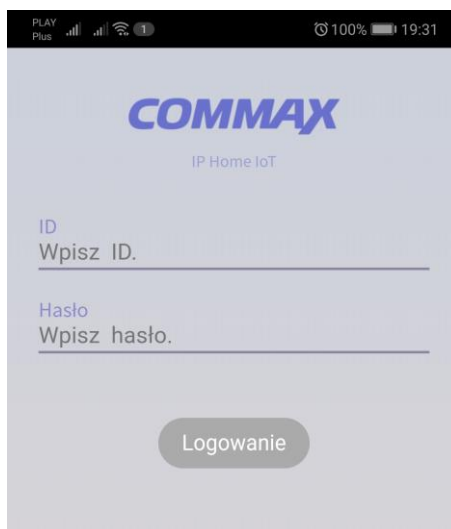 PLAY
Plus
1
100%
19:31
COMMAX
IP Home IoT
ID
Wpisz ID.
Hasło
Wpisz hasło.
Logowanie